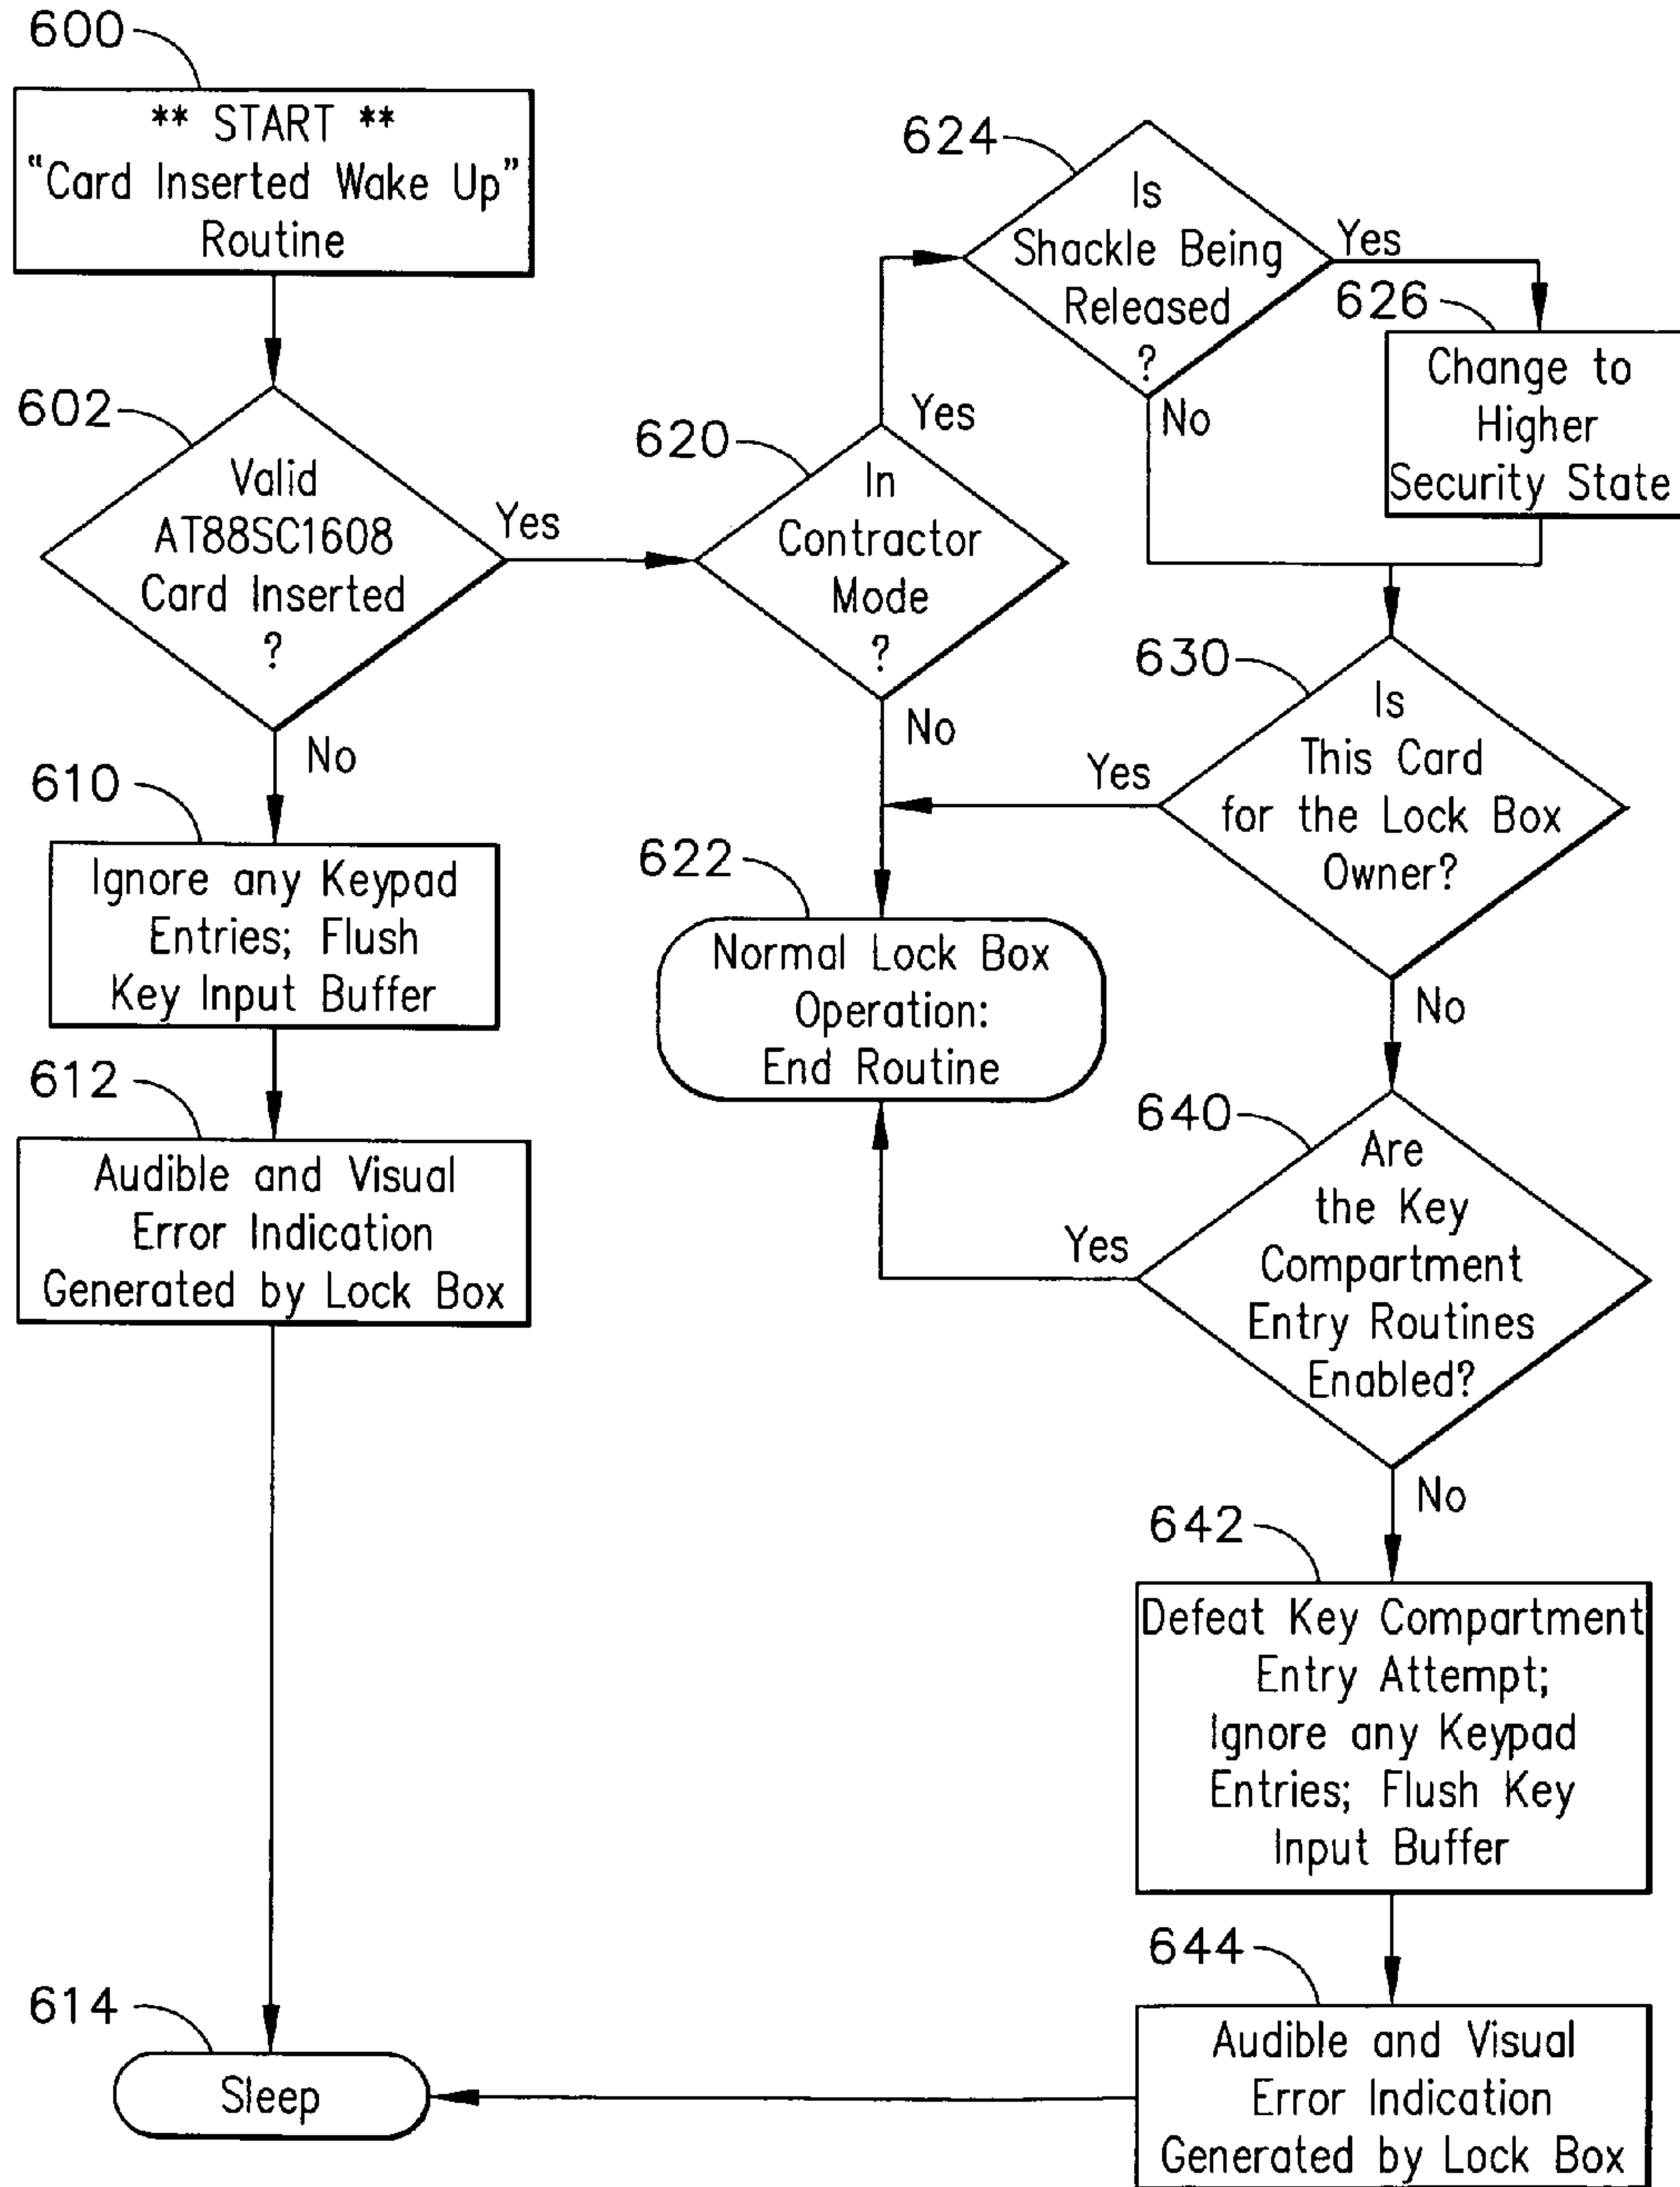 600
** START **
“Card Inserted Wake Up”
Routine
602
Valid
AT88SC1608
Card Inserted
?
Yes
No
610
Ignore any Keypad
Entries; Flush
Key Input Buffer
612
Audible and Visual
Error Indication
Generated by Lock Box
614
Sleep
620
In
Contractor
Mode
?
Yes
No
622
Normal Lock Box
Operation:
End Routine
624
Is
Shackle Being
Released
?
Yes
No
626
Change to
Higher
Security State
630
Is
This Card
for the Lock Box
Owner?
Yes
No
640
Are
the Key
Compartment
Entry Routines
Enabled?
Yes
No
642
Defeat Key Compartment
Entry Attempt;
Ignore any Keypad
Entries; Flush Key
Input Buffer
644
Audible and Visual
Error Indication
Generated by Lock Box